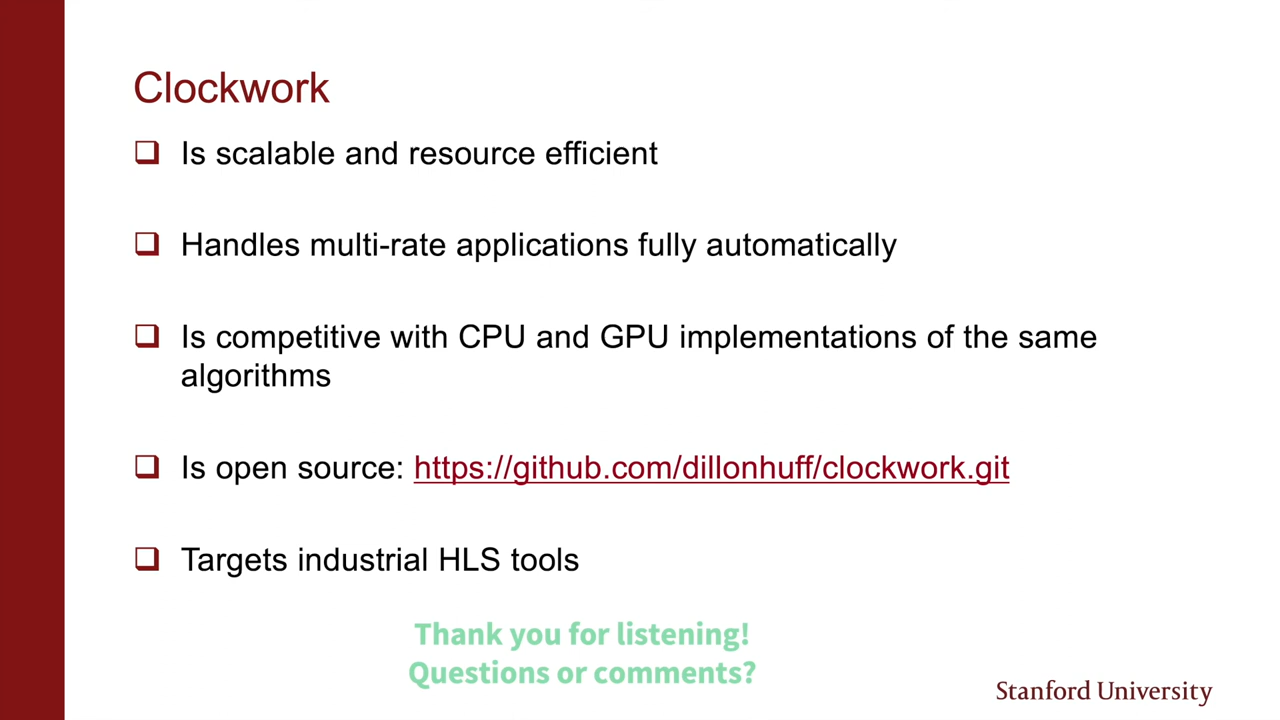 Clockwork
Is scalable and resource efficient
Handles multi-rate applications fully automatically
Is competitive with CPU and GPU implementations of the same
algorithms
Is open source: https://github.com/dillonhuff/clockwork.git
Targets industrial HLS tools
Thank you for listening!
Questions or comments?
Stanford University